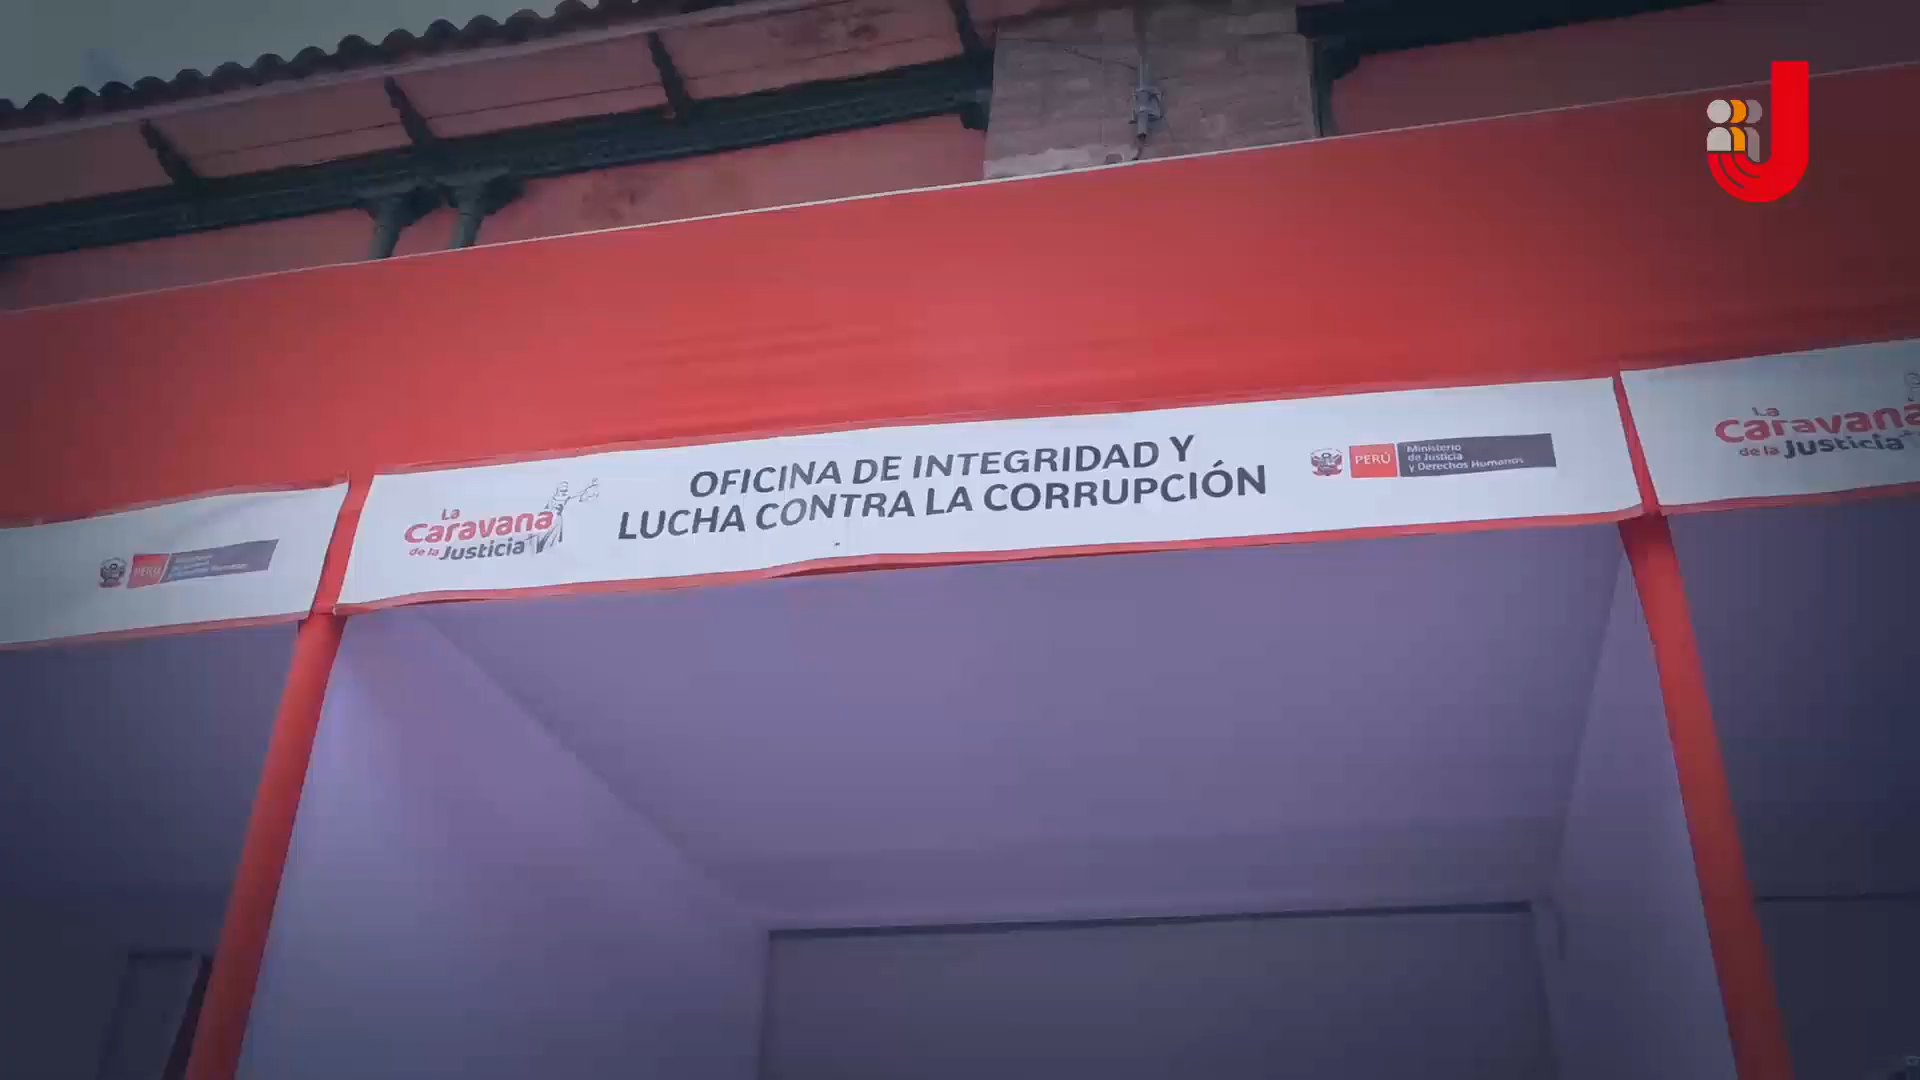 La
Caravana
de la Justicia
OFICINA DE INTEGRIDAD Y
LUCHA CONTRA LA CORRUPCIÓN
PERÚ
Ministerio
de Justicia
y Derechos Humanos
PERÚ
La
Caravana
de la Justicia
J